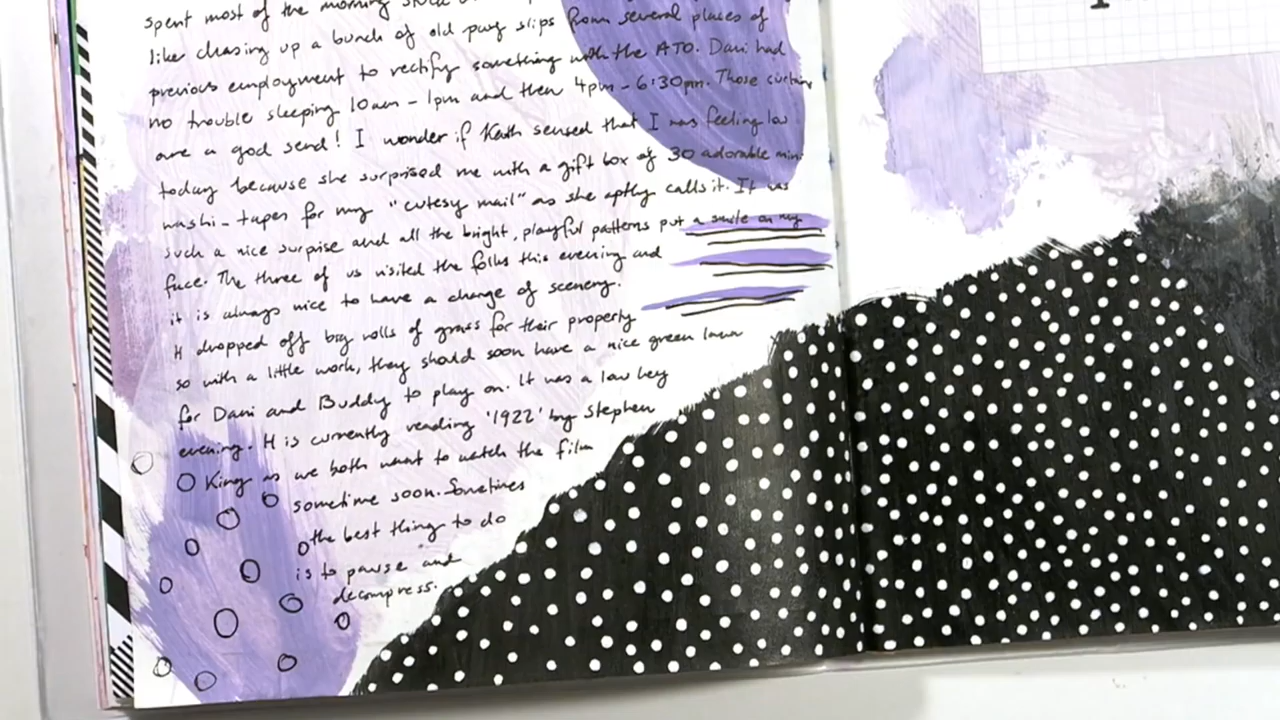 spent most of the morning
like chasing up a bunch of old pay slips from several places of
previous employment to rectify something with the ATO. Dani had
no trouble sleeping 10am - 1pm and then 4pm - 6:30pm. Those curtains
are a god send! I wonder if Keith sensed that I was feeling low
today because she surprised me with a gift box of 30 adorable mini
washi-tapes for my "cutesy mail" as she aptly calls it. It was
such a nice surprise and all the bright, playful patterns put a smile on my
face. The three of us visited the folks this evening and
it is always nice to have a change of scenery.
H dropped off big rolls of grass for their property
so with a little work, they should soon have a nice green lawn
for Dani and Buddy to play on. It was a low key
evening. H is currently reading '1922' by Stephen
King as we both want to watch the film
sometime soon. Sometimes
the best thing to do
is to pause and
decompress.